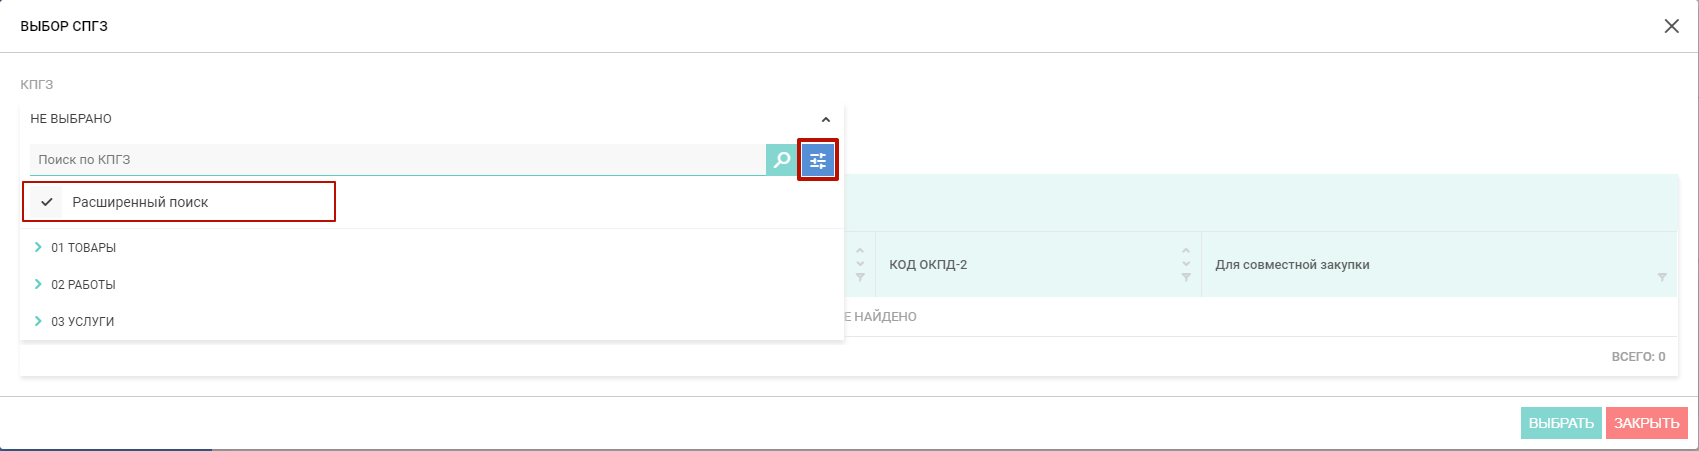 ВЫБОР СПГЗ
КПГЗ
НЕ ВЫБРАНО
Поиск по КПГЗ
Расширенный поиск
01 ТОВАРЫ
02 РАБОТЫ
03 УСЛУГИ
КОД ОКПД-2
Для совместной закупки
Е НАЙДЕНО
ВСЕГО: 0
ВЫБРАТЬ ЗАКРЫТЬ